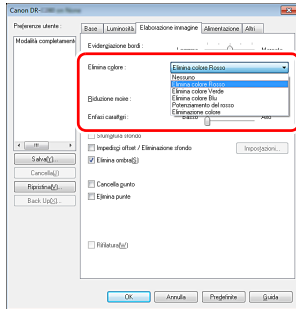 Canon DR-
Preferenze utente :
Modalità completamente
Base Luminosità Elaborazione immagine Alimentazione Altri
Evidenziazione bordi :
Elimina colore : Elimina colore Rosso
Nessuno
Elimina colore Rosso
Elimina colore Verde
Elimina colore Blu
Potenziamento del rosso
Eliminazione colore
Riduzione moire :
Enfasi caratteri :
Sfumatura sfondo
Impedisci offset / Eliminazione sfondo
Impostazioni...
Elimina ombra(S)
Cancella punto
Elimina punte
Rifilatura(W)
Salva(Y)...
Cancella(J)
Ripristina(V)...
Back Up(X)...
OK Annulla Predefinite Guida